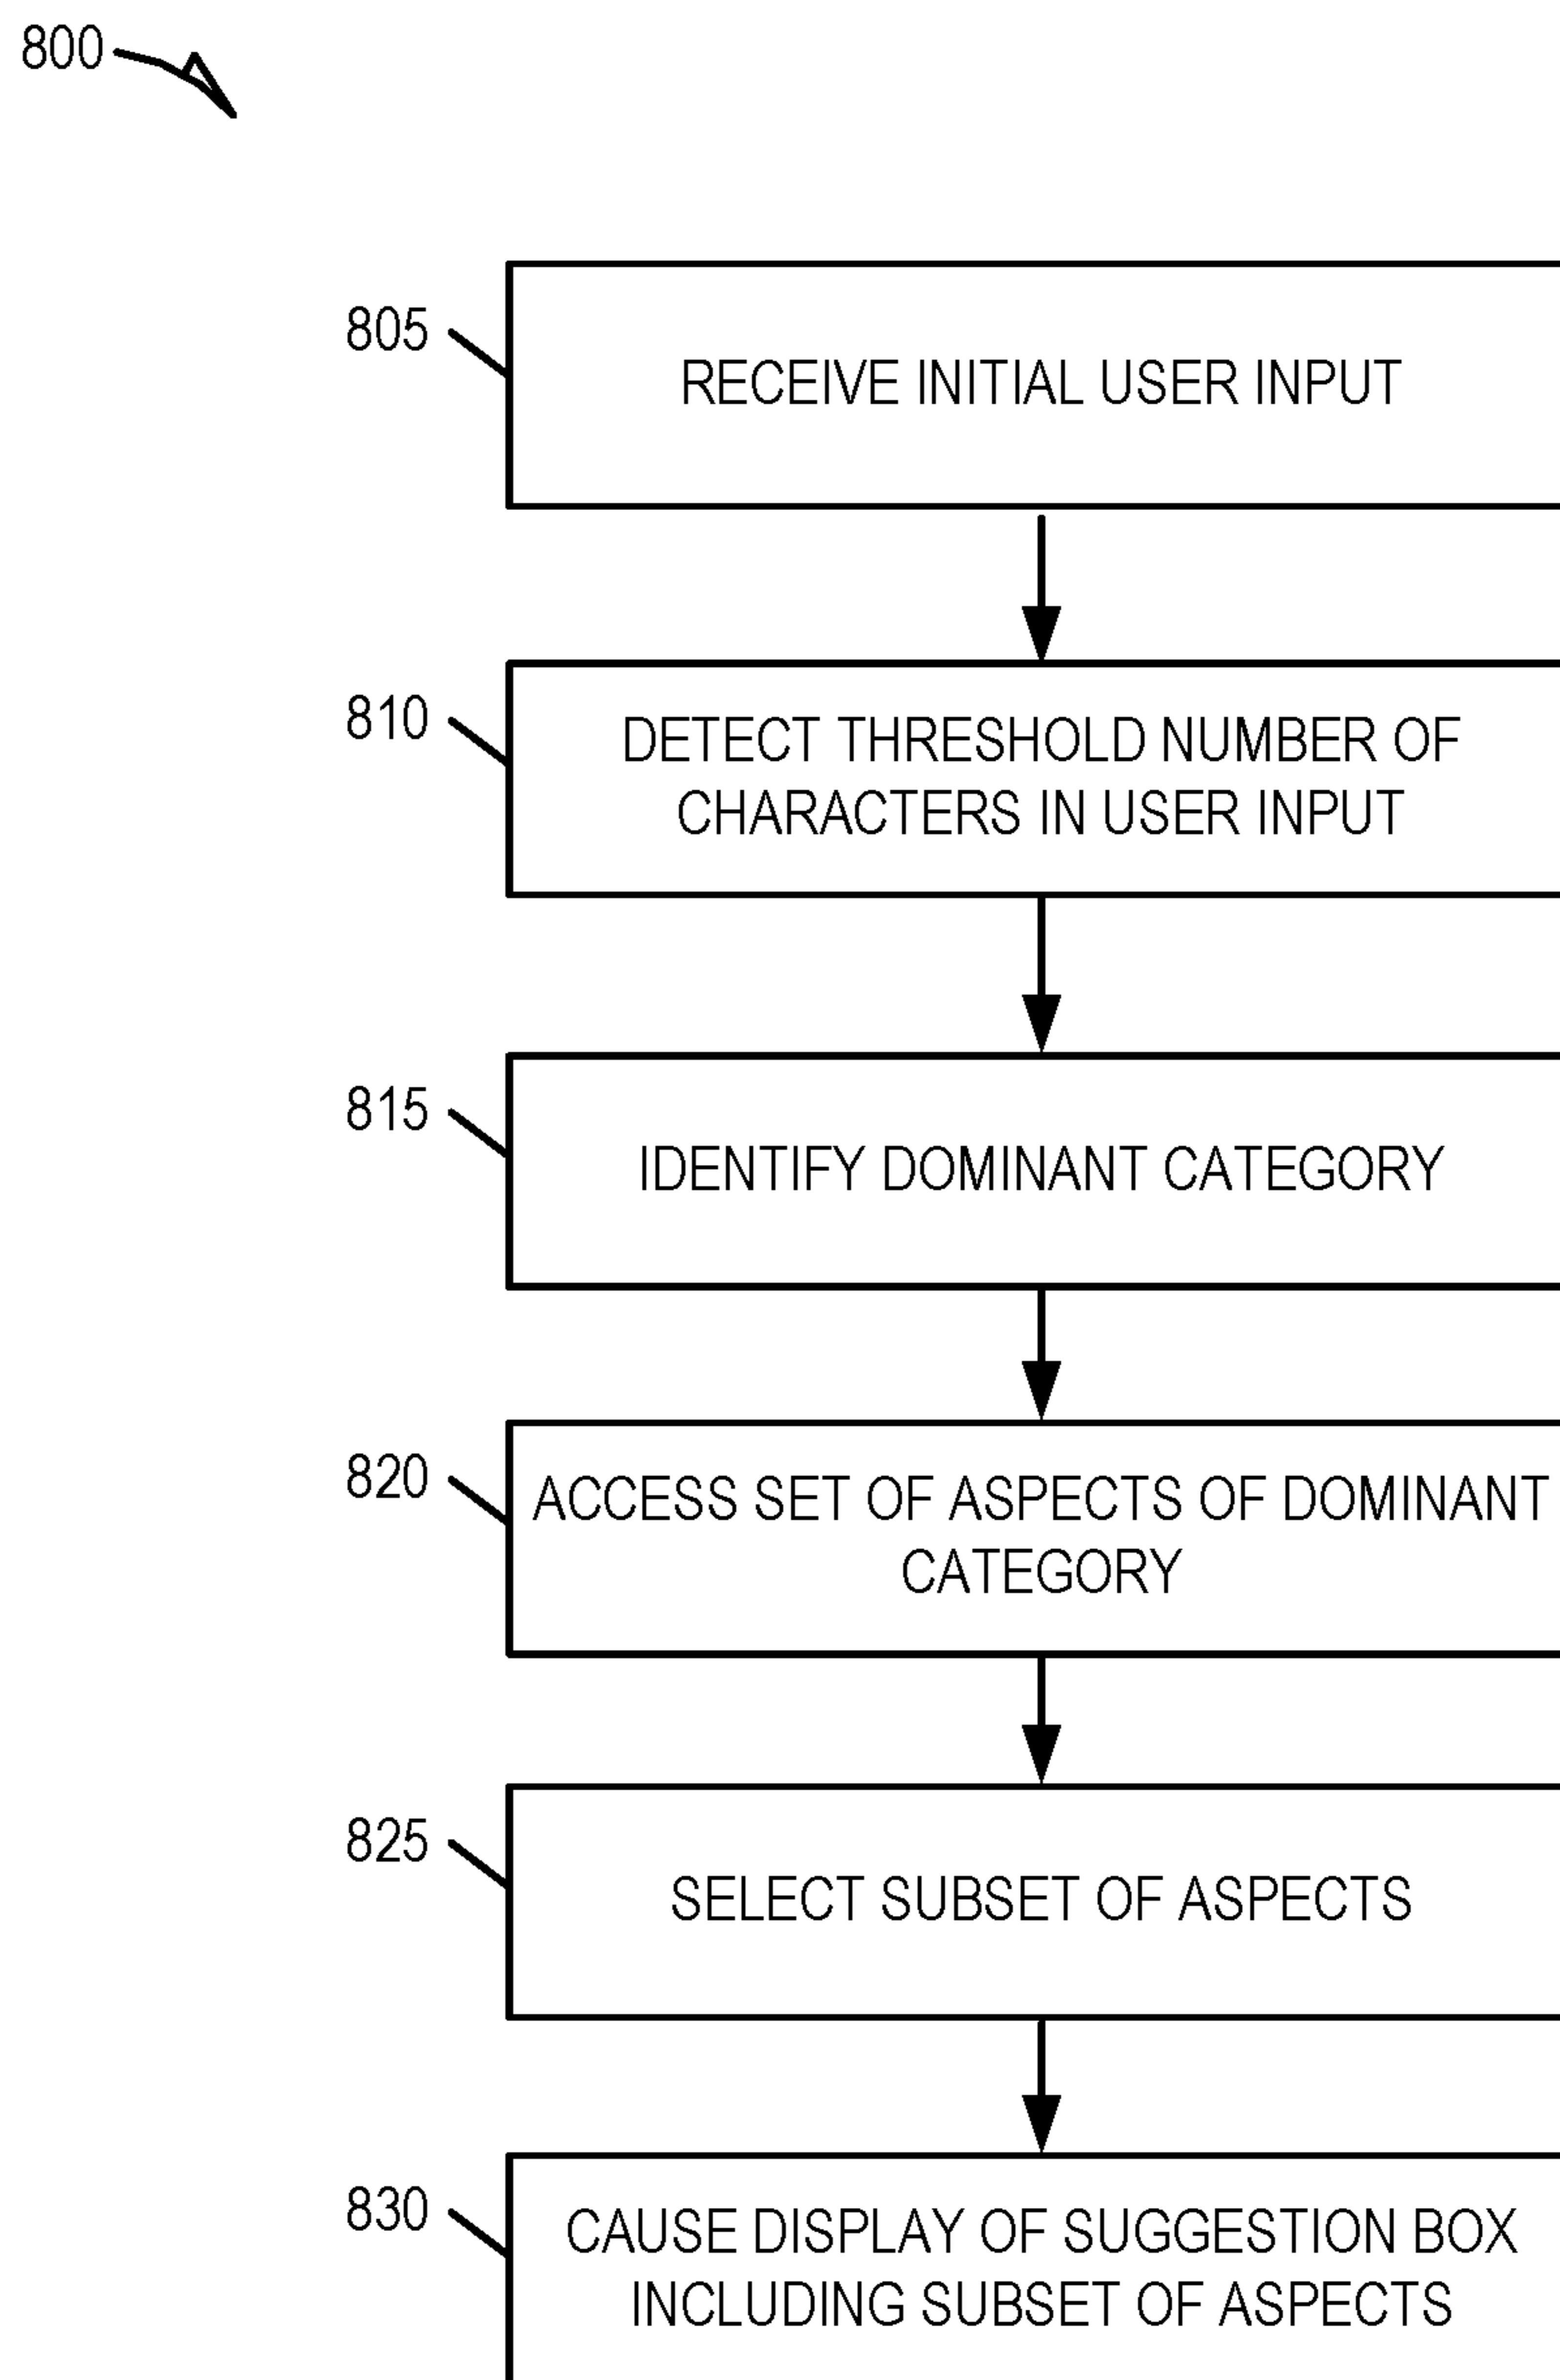 800
805
RECEIVE INITIAL USER INPUT
810
DETECT THRESHOLD NUMBER OF
CHARACTERS IN USER INPUT
815
IDENTIFY DOMINANT CATEGORY
820
ACCESS SET OF ASPECTS OF DOMINANT
CATEGORY
825
SELECT SUBSET OF ASPECTS
830
CAUSE DISPLAY OF SUGGESTION BOX
INCLUDING SUBSET OF ASPECTS